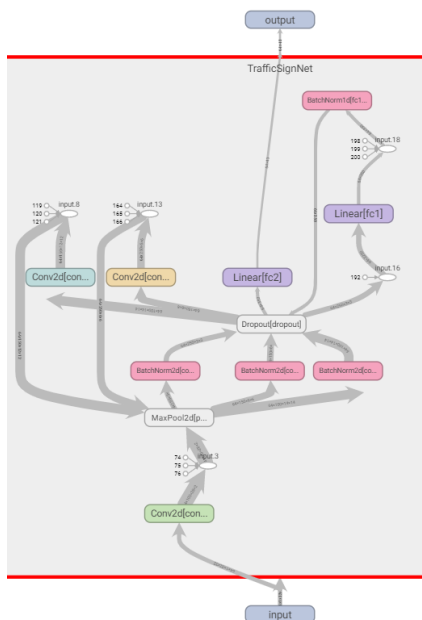 output
TrafficSignNet
BatchNorm1d[fc1...
198
199
200
input.18
119
120
121
input.8
164
165
166
input.13
Linear[fc1]
Conv2d[con...
Conv2d[con...
Linear[fc2]
192
input.16
Dropout[dropout]
BatchNorm2d[co...
BatchNorm2d[co...
BatchNorm2d[co...
MaxPool2d[p...
74
75
76
input.3
Conv2d[con...
input